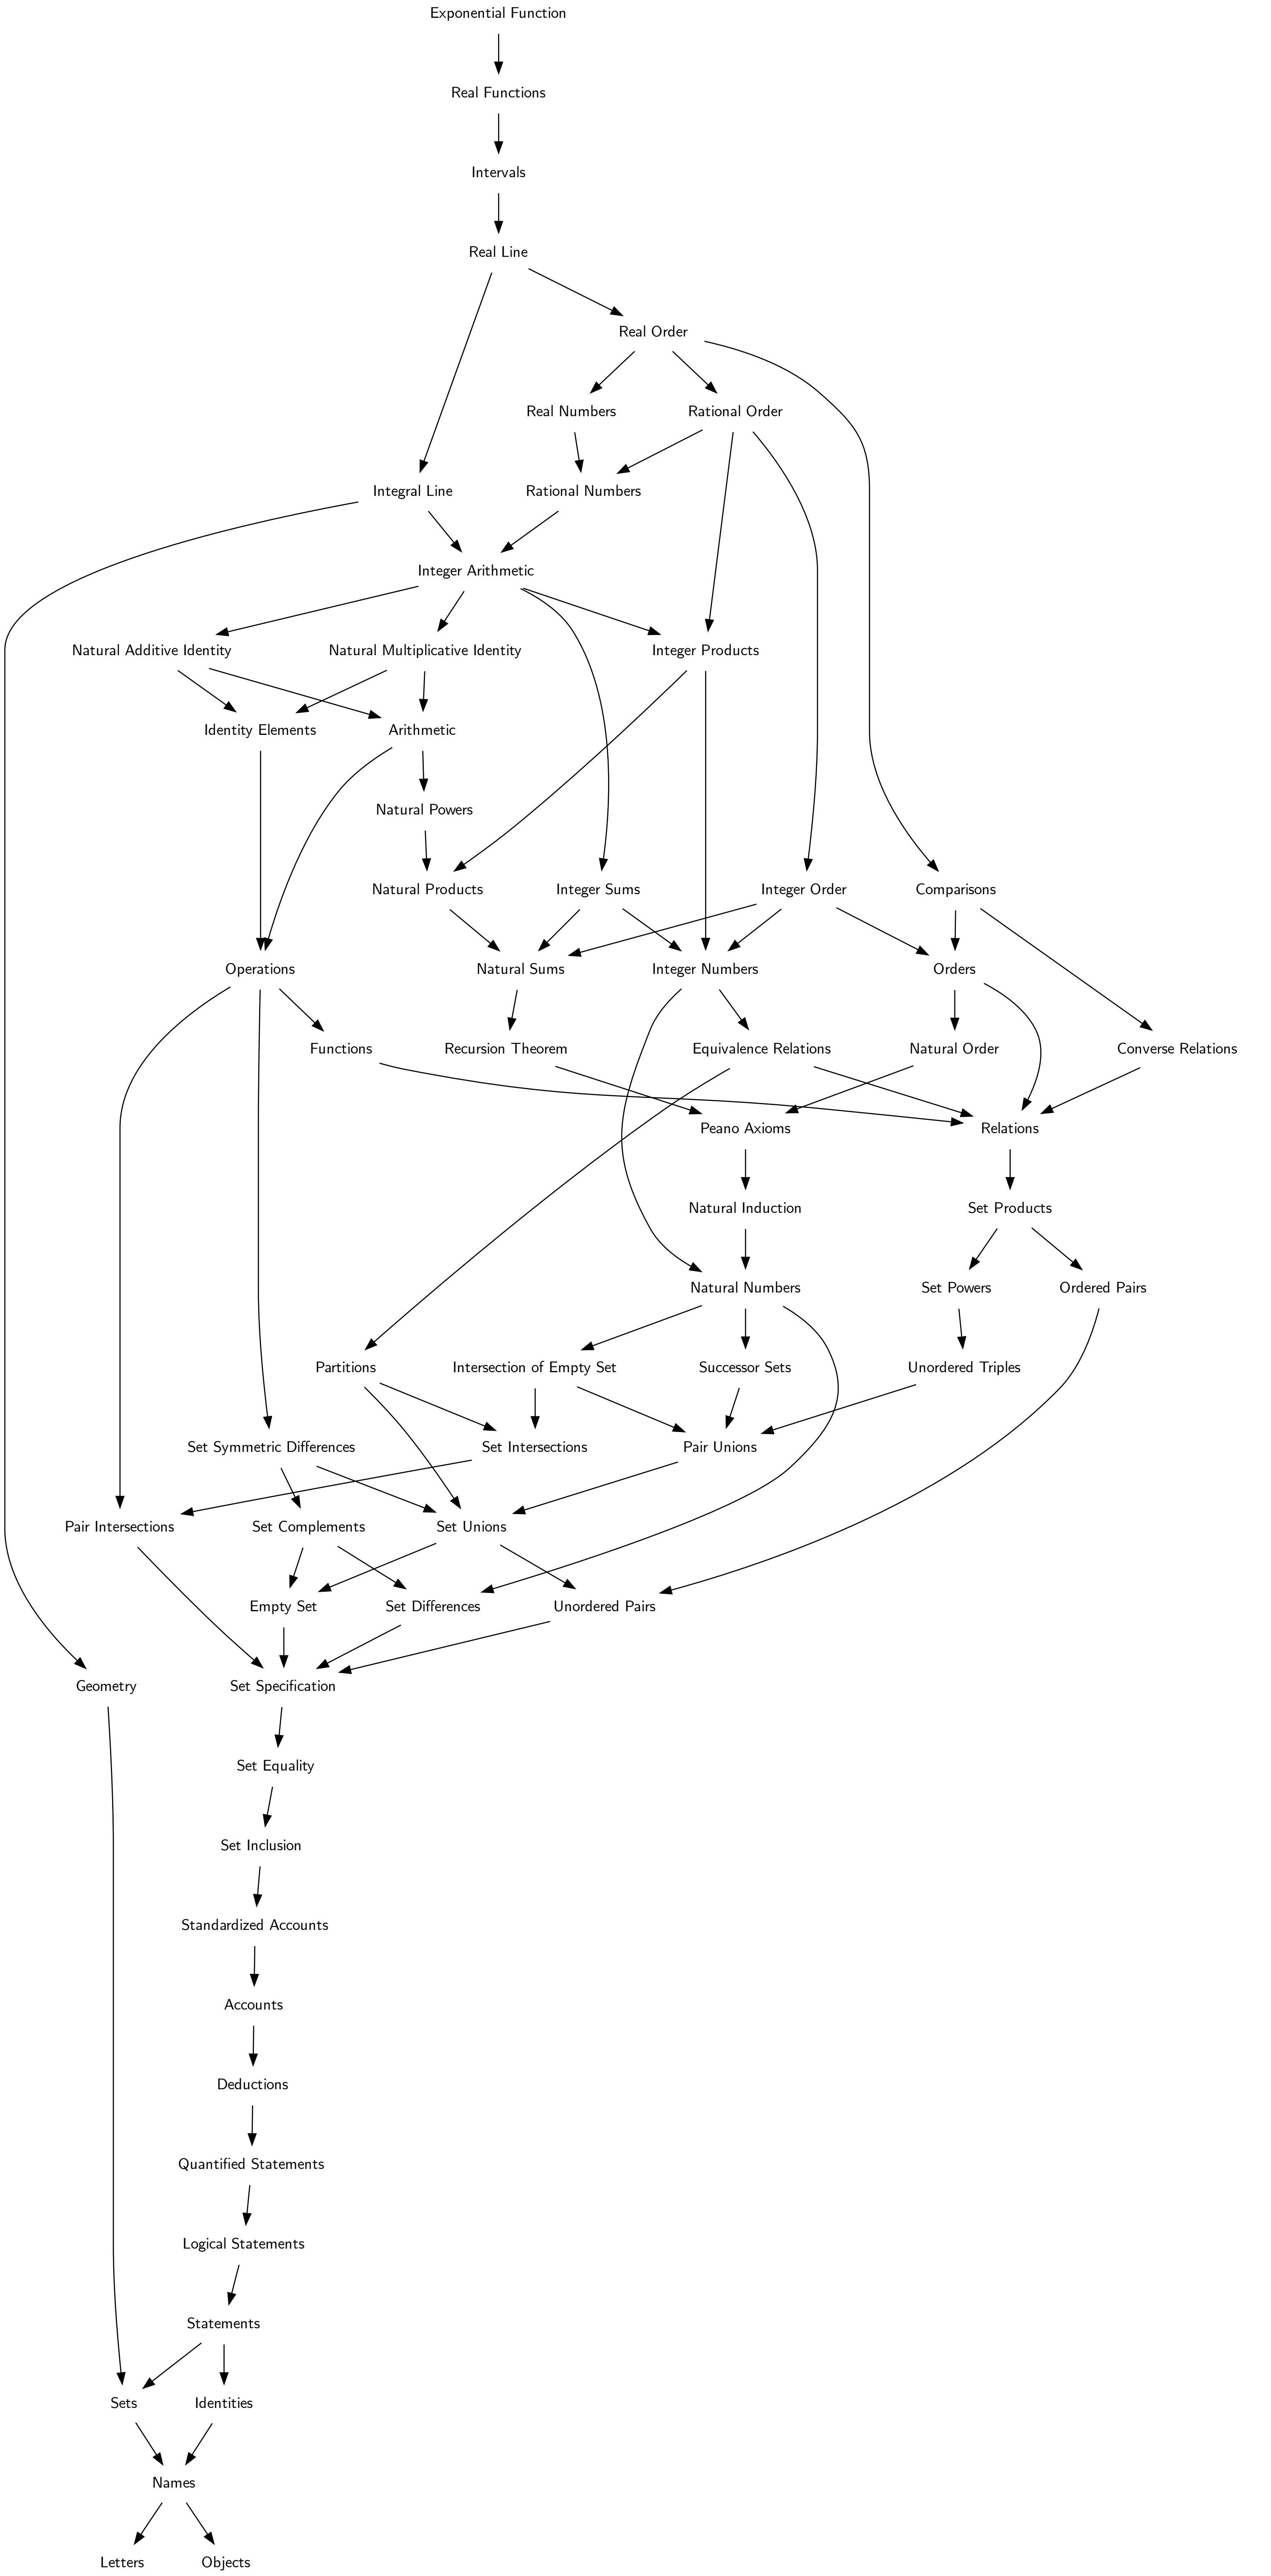 Exponential Function
Real Functions
Intervals
Real Line
Real Order
Real Numbers
Rational Order
Integral Line
Rational Numbers
Integer Arithmetic
Natural Additive Identity
Natural Multiplicative Identity
Integer Products
Identity Elements
Arithmetic
Natural Powers
Natural Products
Integer Sums
Integer Order
Comparisons
Operations
Natural Sums
Integer Numbers
Orders
Functions
Recursion Theorem
Equivalence Relations
Natural Order
Converse Relations
Peano Axioms
Relations
Natural Induction
Set Products
Natural Numbers
Set Powers
Ordered Pairs
Partitions
Intersection of Empty Set
Successor Sets
Unordered Triples
Set Symmetric Differences
Set Intersections
Pair Unions
Pair Intersections
Set Complements
Set Unions
Empty Set
Set Differences
Unordered Pairs
Geometry
Set Specification
Set Equality
Set Inclusion
Standardized Accounts
Accounts
Deductions
Quantified Statements
Logical Statements
Statements
Sets
Identities
Names
Letters
Objects